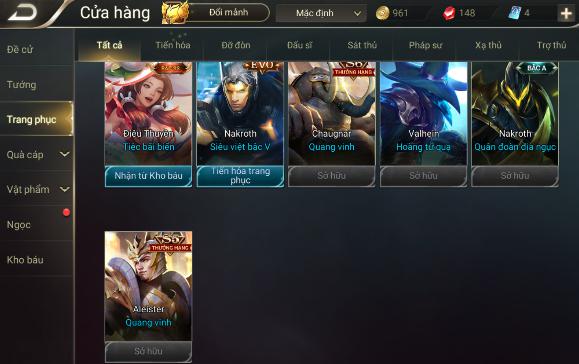 Cửa hàng
Đổi mảnh
Mặc định
961
148
4
Đề cử
Tướng
Trang phục
Quà cáp
Vật phẩm
Ngọc
Kho báu
Tất cả
Tiến hóa
Đỡ đòn
Đấu sĩ
Sát thủ
Pháp sư
Xạ thủ
Trợ thủ
Điêu Thuyền
Tiệc bãi biển
Nhận từ Kho báu
EVO
Nakroth
Siêu việt bậc V
Tiến hóa trang
phục
S6
THƯỞNG HẠNG
Chaugnar
Quang vinh
Sở hữu
Valhein
Hoàng tử quạ
Sở hữu
BẬC A
Nakroth
Quân đoàn địa ngục
Sở hữu
S5
THƯỞNG HẠNG
Aleister
Quang vinh
Sở hữu